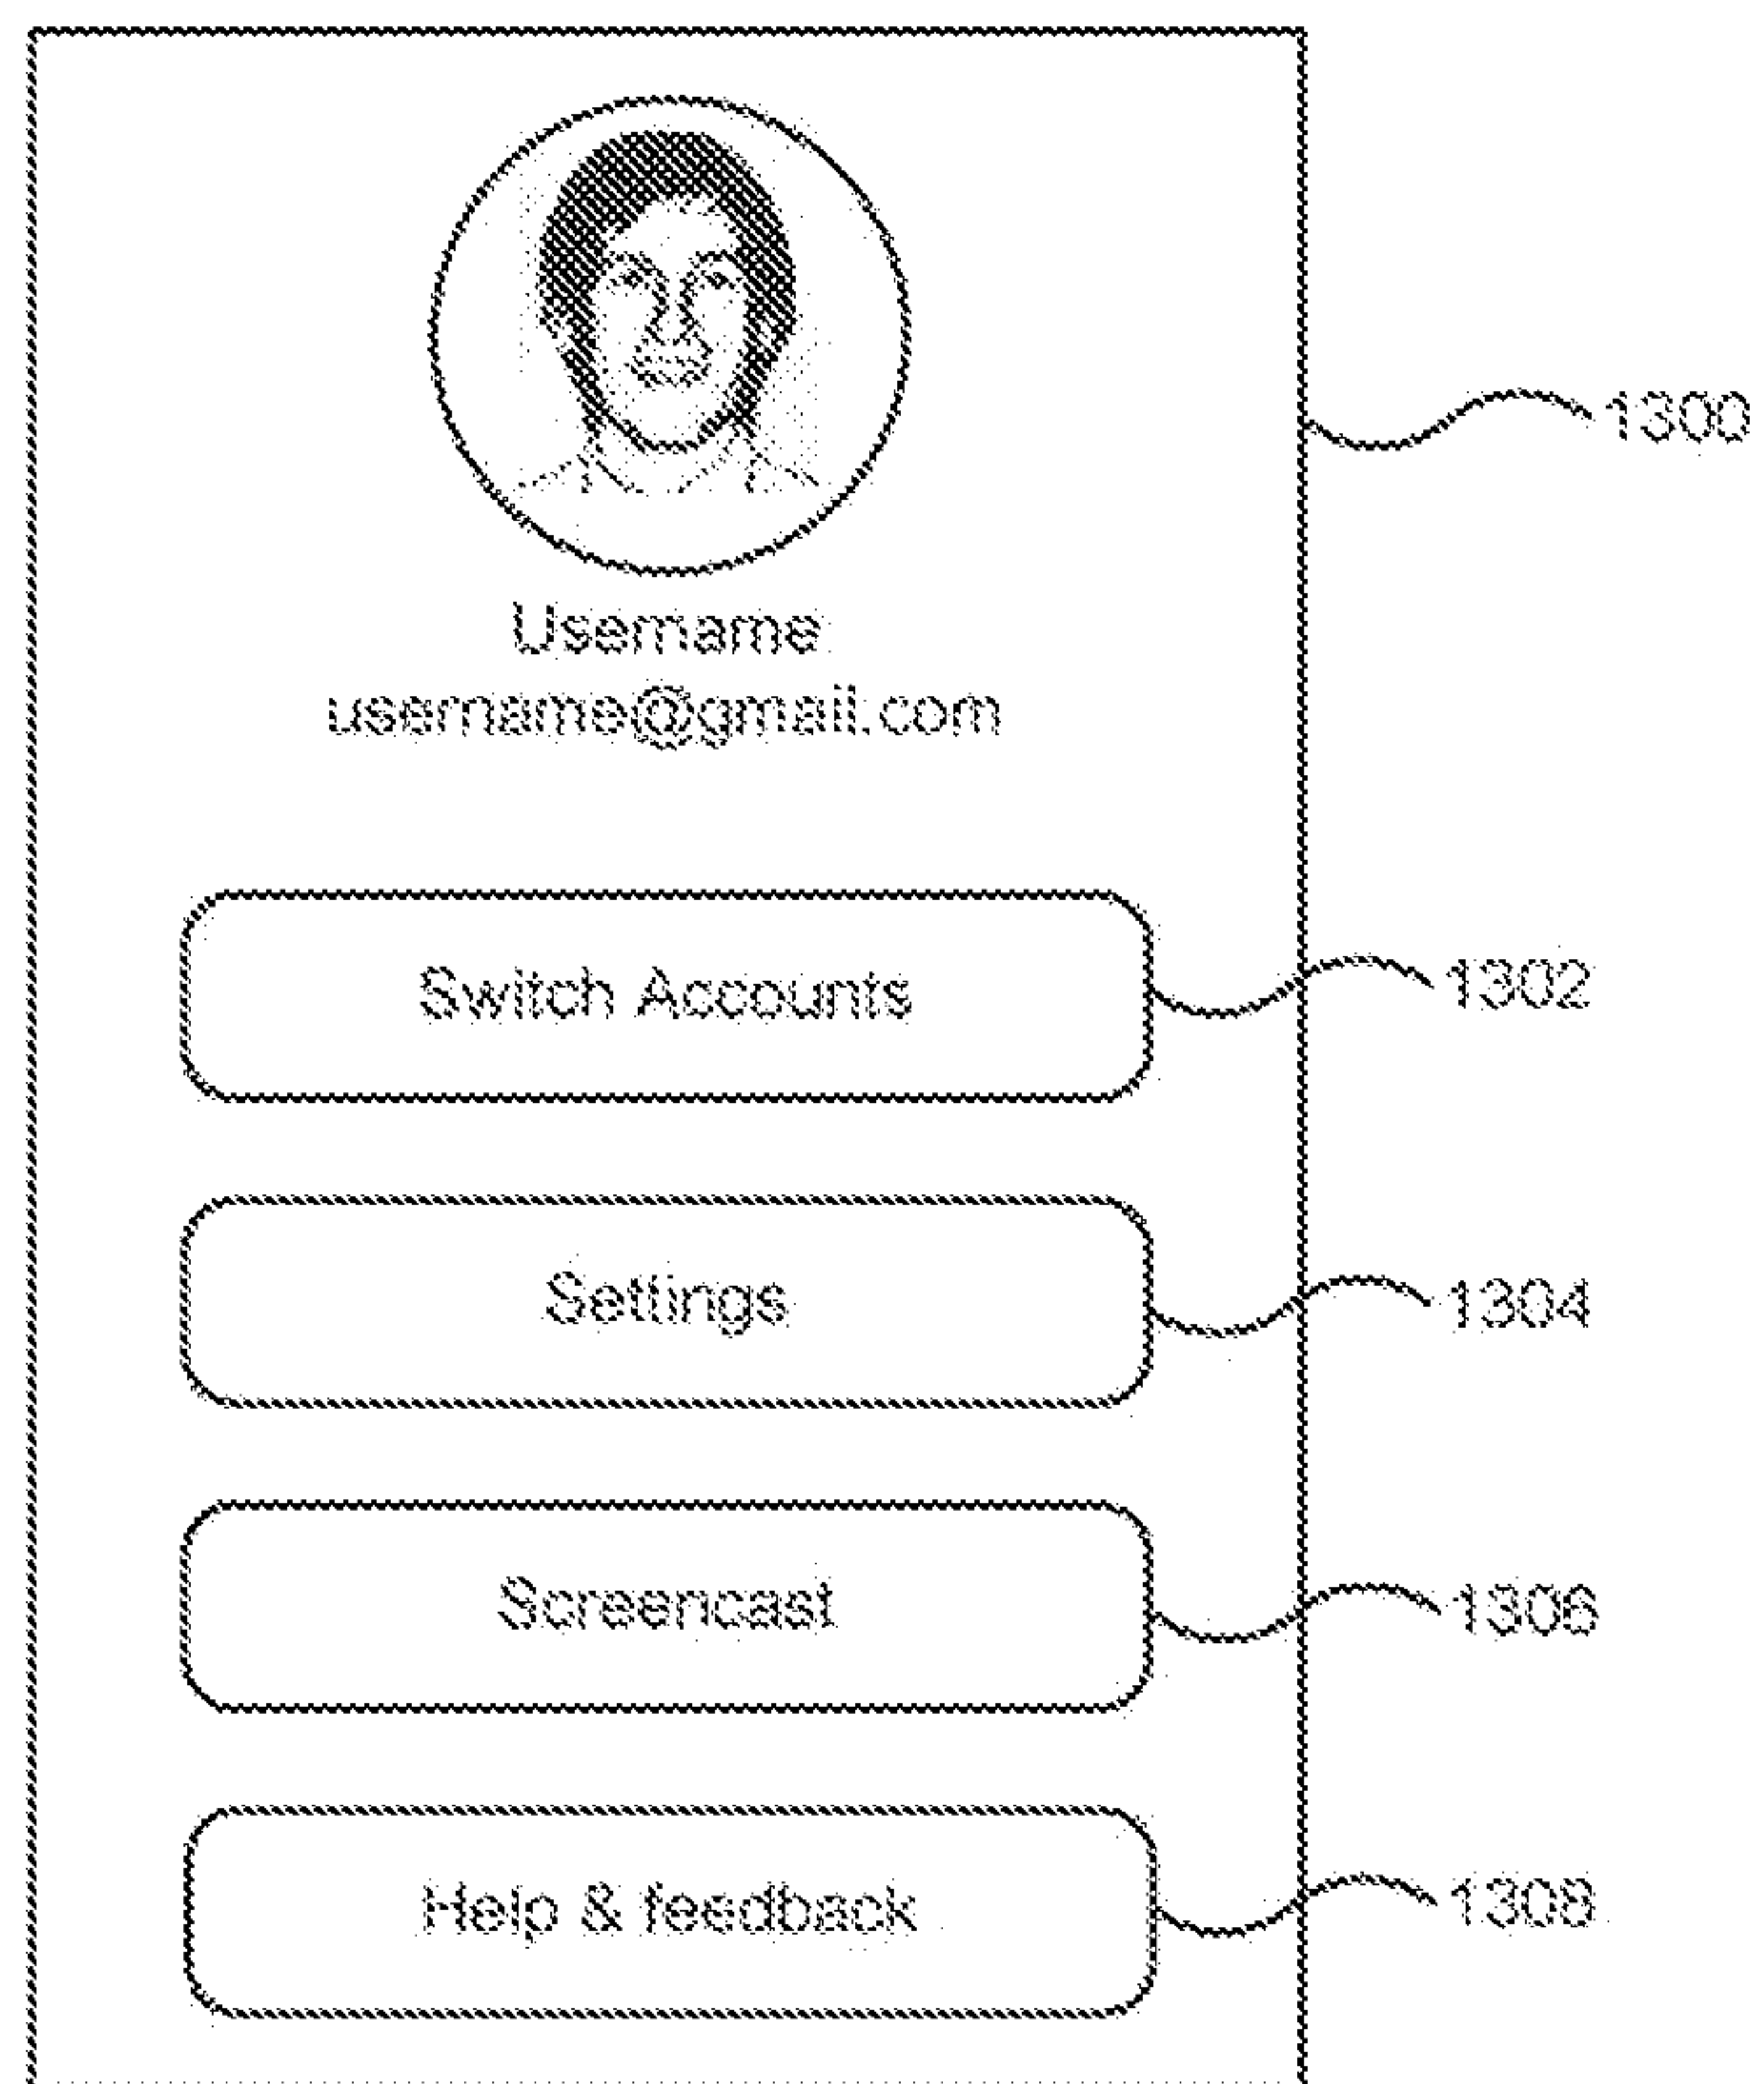 1300
Username
username@gmail.com
Switch Accounts
1302
Settings
1304
Screencast
1306
Help & feedback
1308